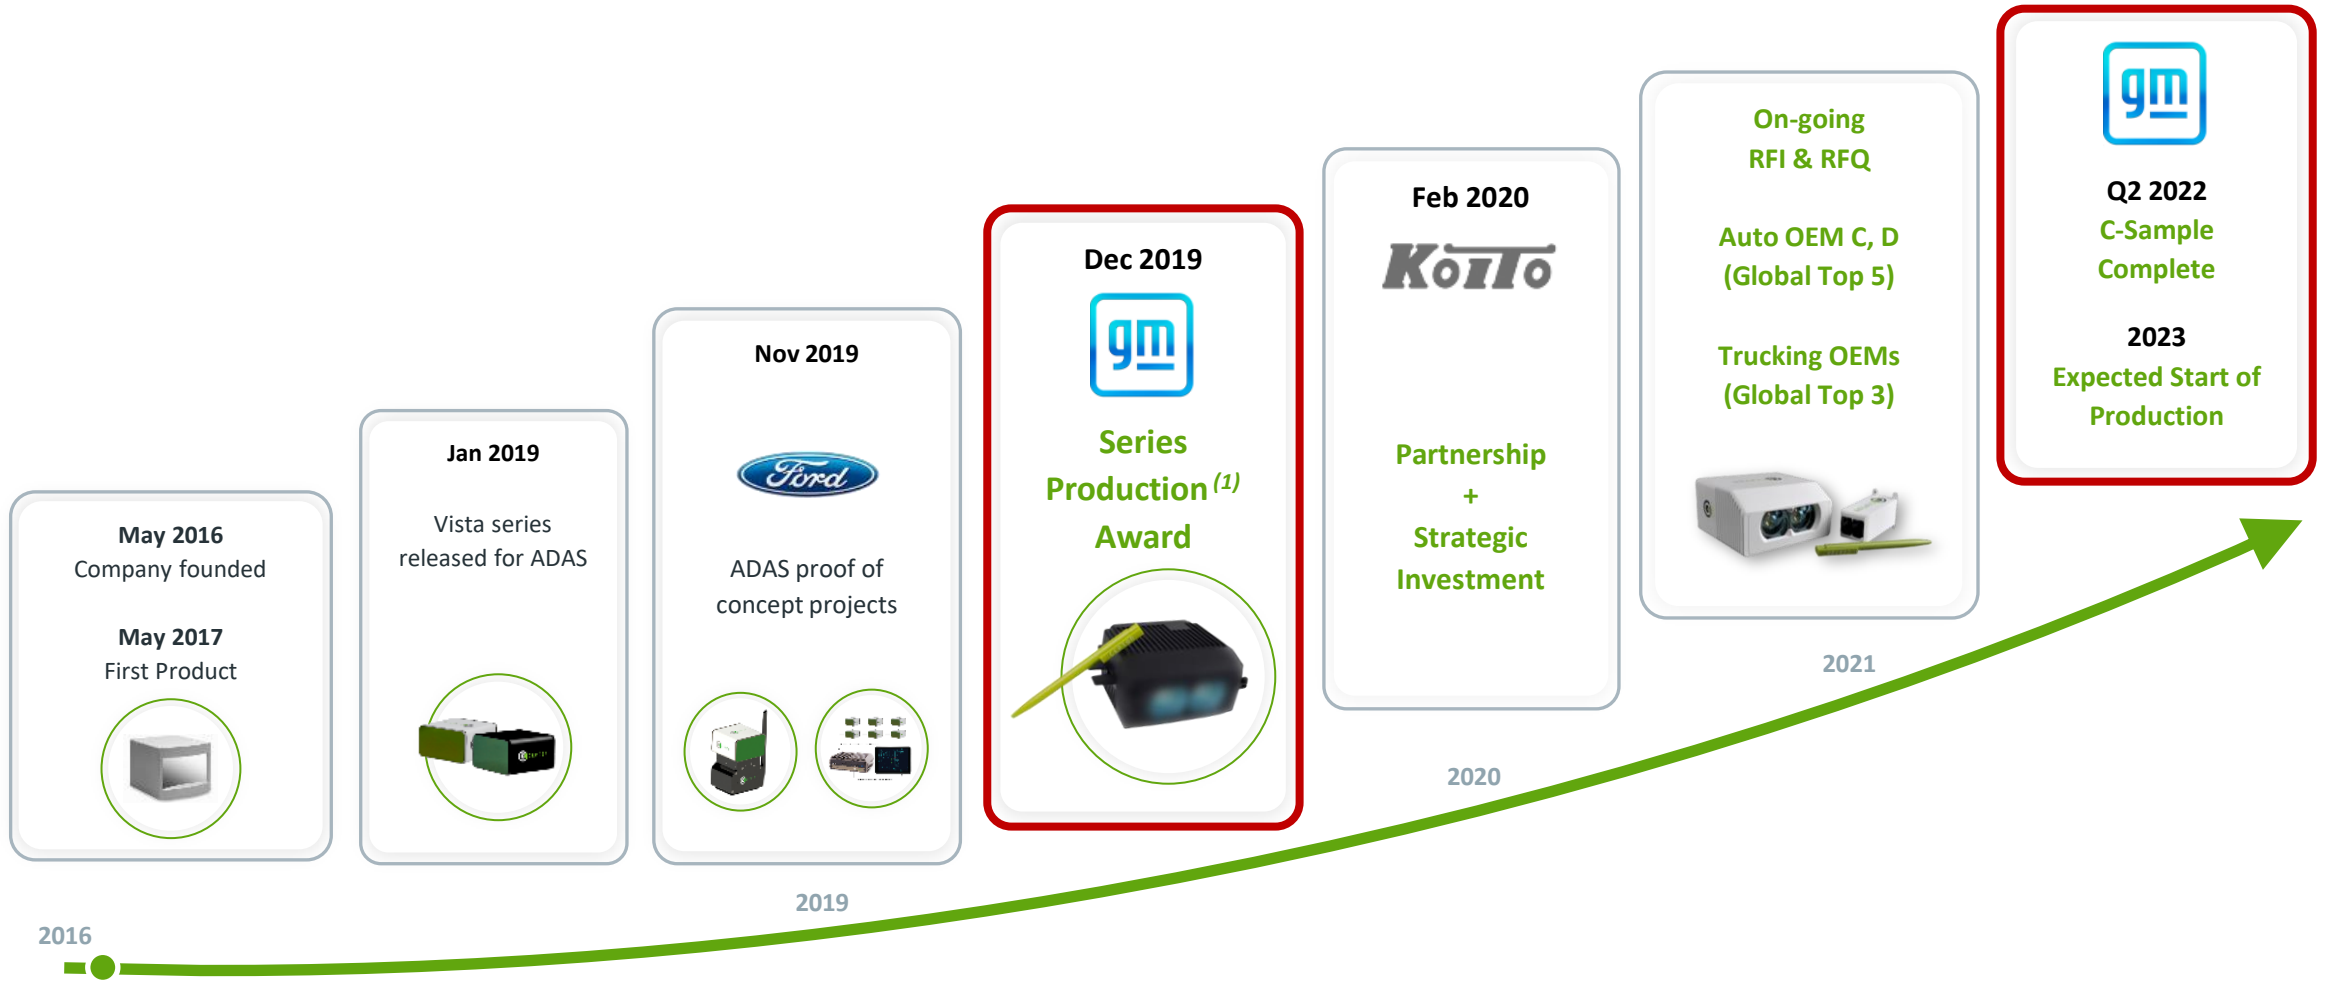 May 2016
Company founded
May 2017
First Product
Jan 2019
Vista series
released for ADAS
Nov 2019
Ford
ADAS proof of
concept projects
Dec 2019
gm
Series
Production (1)
Award
Feb 2020
KOITO
Partnership
+
Strategic
Investment
On-going
RFI & RFQ
Auto OEM C, D
(Global Top 5)
Trucking OEMs
(Global Top 3)
gm
Q2 2022
C-Sample
Complete
2023
Expected Start of
Production
2016
2019
2020
2021